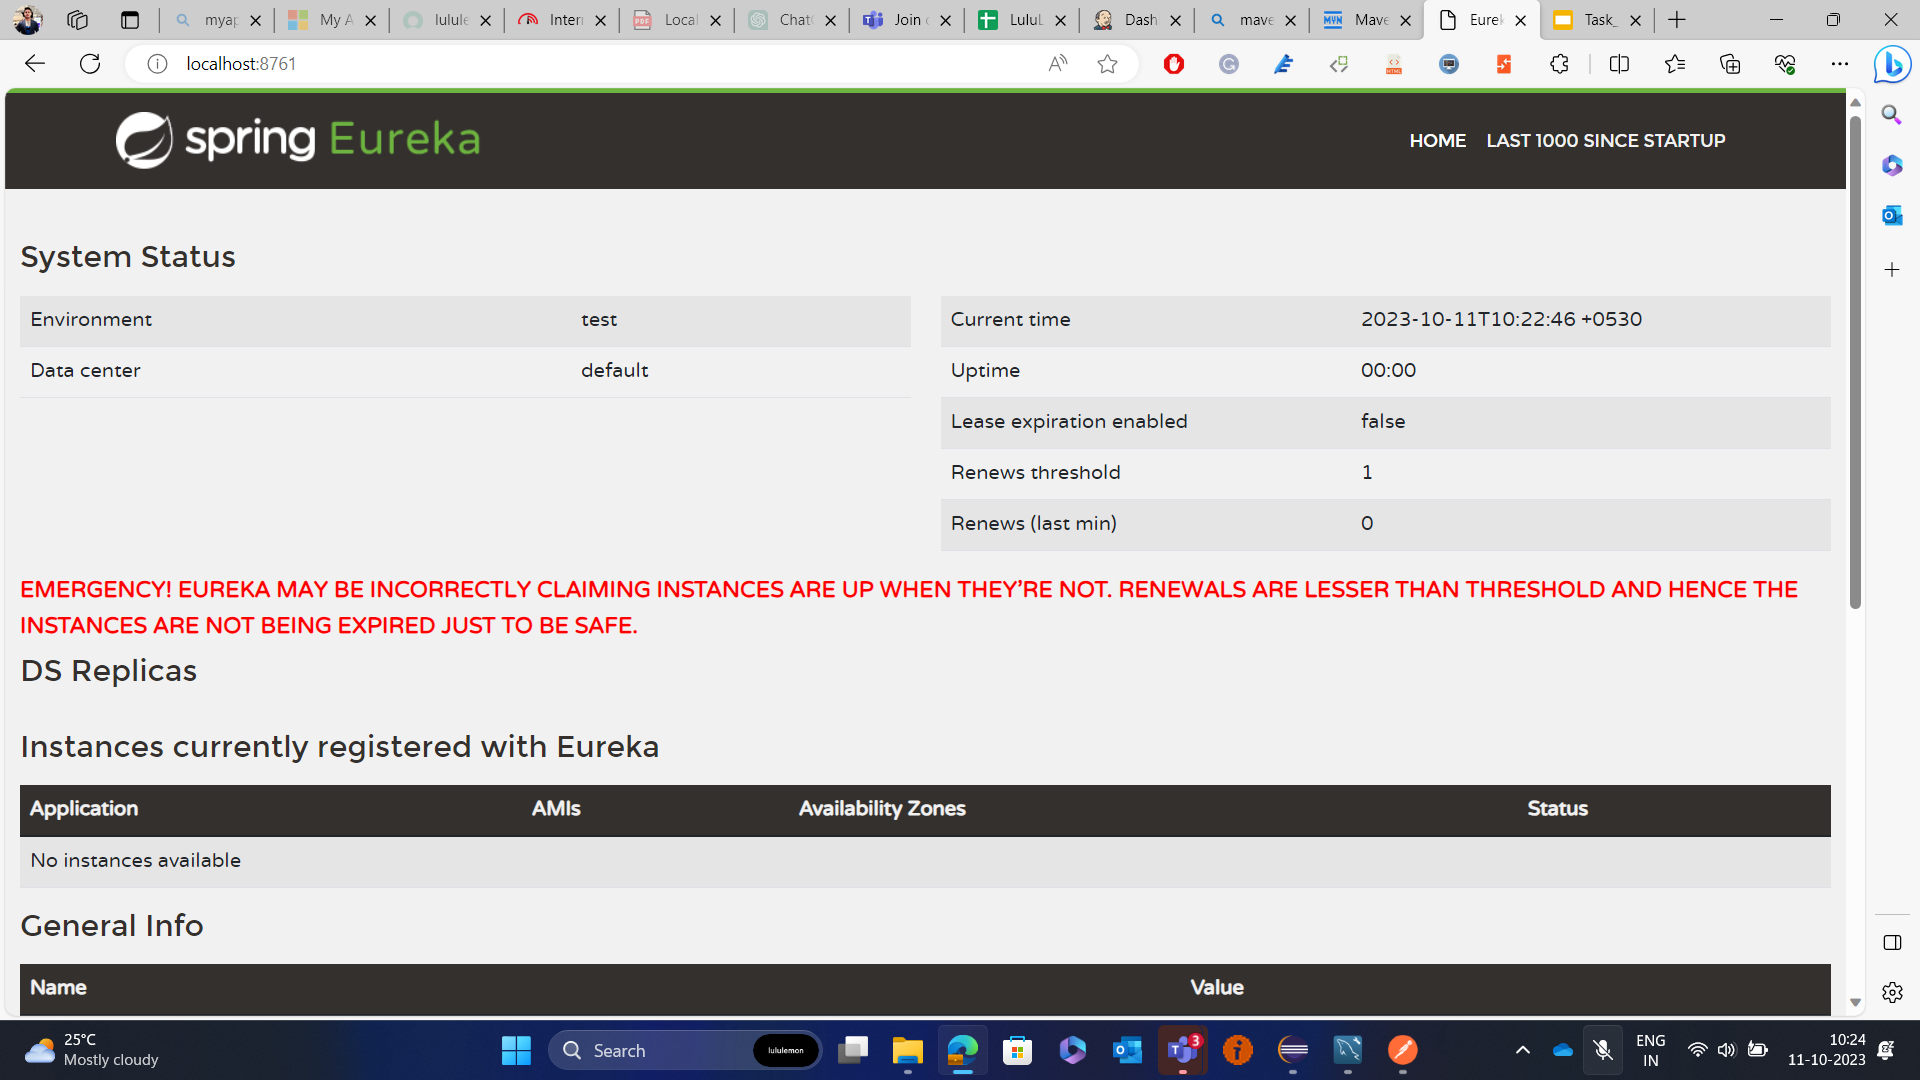 myap
My A
lulule
Inter
Local
Chat
Join
LuluL
Dash
mave
Mave
Eurek
Task_
localhost:8761
spring Eureka
HOME LAST 1000 SINCE STARTUP
System Status
Environment test
Data center default
Current time 2023-10-11T10:22:46 +0530
Uptime 00:00
Lease expiration enabled false
Renews threshold 1
Renews (last min) 0
EMERGENCY! EUREKA MAY BE INCORRECTLY CLAIMING INSTANCES ARE UP WHEN THEY'RE NOT. RENEWALS ARE LESSER THAN THRESHOLD AND HENCE THE
INSTANCES ARE NOT BEING EXPIRED JUST TO BE SAFE.
DS Replicas
Instances currently registered with Eureka
Application AMIs Availability Zones Status
No instances available
General Info
Name Value
25°C
Mostly cloudy
Search
lululemon
3
ENG
IN
10:24
11-10-2023